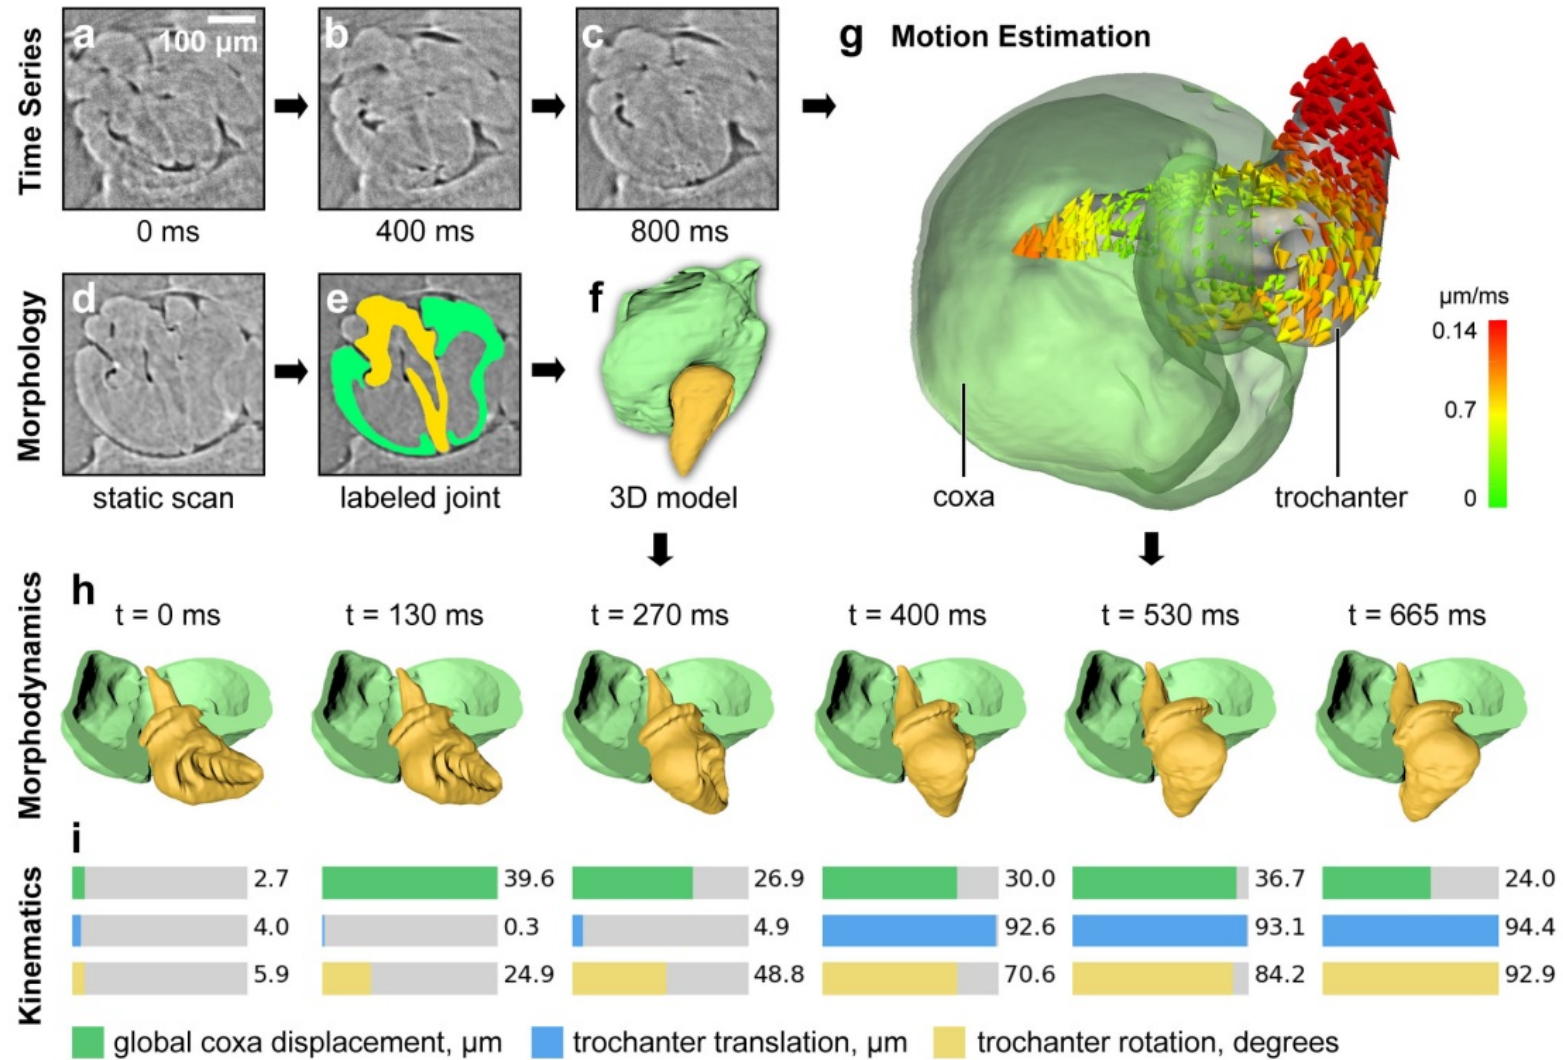 Time Series
a
100 µm
b
c
g Motion Estimation
0 ms
400 ms
800 ms
Morphology
d
e
f
static scan
labeled joint
3D model
coxa
trochanter
µm/ms
0.14
0.7
0
Morphodynamics
h
t = 0 ms
t = 130 ms
t = 270 ms
t = 400 ms
t = 530 ms
t = 665 ms
Kinematics
i
2.7 39.6 26.9 30.0 36.7 24.0
4.0 0.3 4.9 92.6 93.1 94.4
5.9 24.9 48.8 70.6 84.2 92.9
global coxa displacement, µm trochanter translation, µm trochanter rotation, degrees